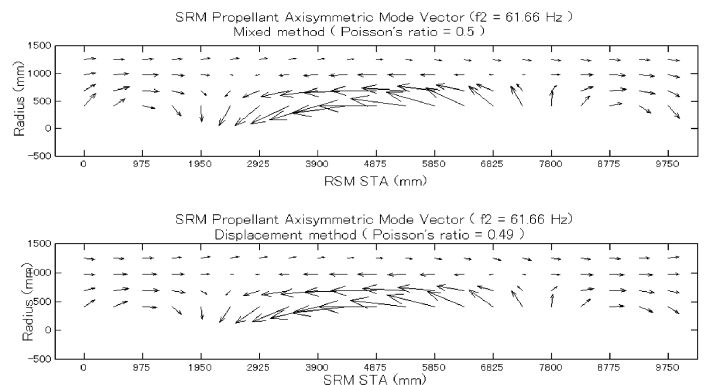 SRM Propellant Axisymmetric Mode Vector (f2 = 61.66 Hz )
Mixed method ( Poisson's ratio = 0.5 )
1500
1000
500
0
-500
Radius (mm)
0 975 1950 2925 3900 4875 5850 6825 7800 8775 9750
RSM STA (mm)
SRM Propellant Axisymmetric Mode Vector ( f2 = 61.66 Hz)
Displacement method ( Poisson's ratio = 0.49 )
1500
1000
500
0
-500
Radius (mm)
0 975 1950 2925 3900 4875 5850 6825 7800 8775 9750
SRM STA (mm)